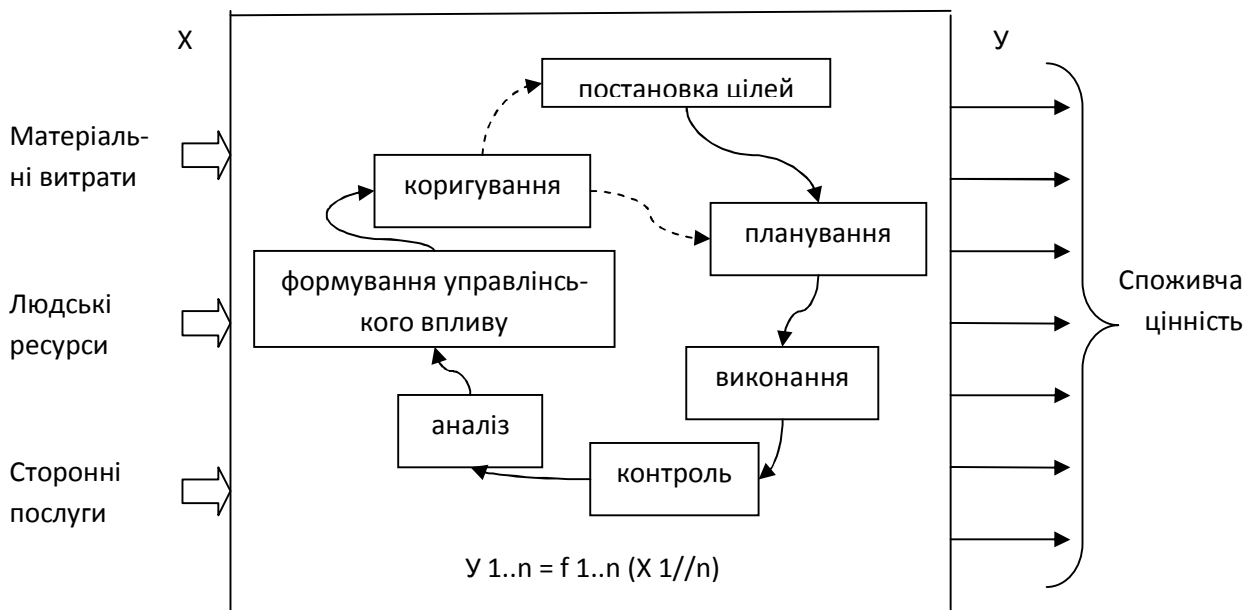 Х
У
постановка цілей
Матеріаль-
ні витрати
коригування
планування
формування управлінсь-
кого впливу
Людські
ресурси
Споживча
цінність
виконання
аналіз
контроль
Сторонні
послуги
У 1..n = f 1..n (Х 1//n)